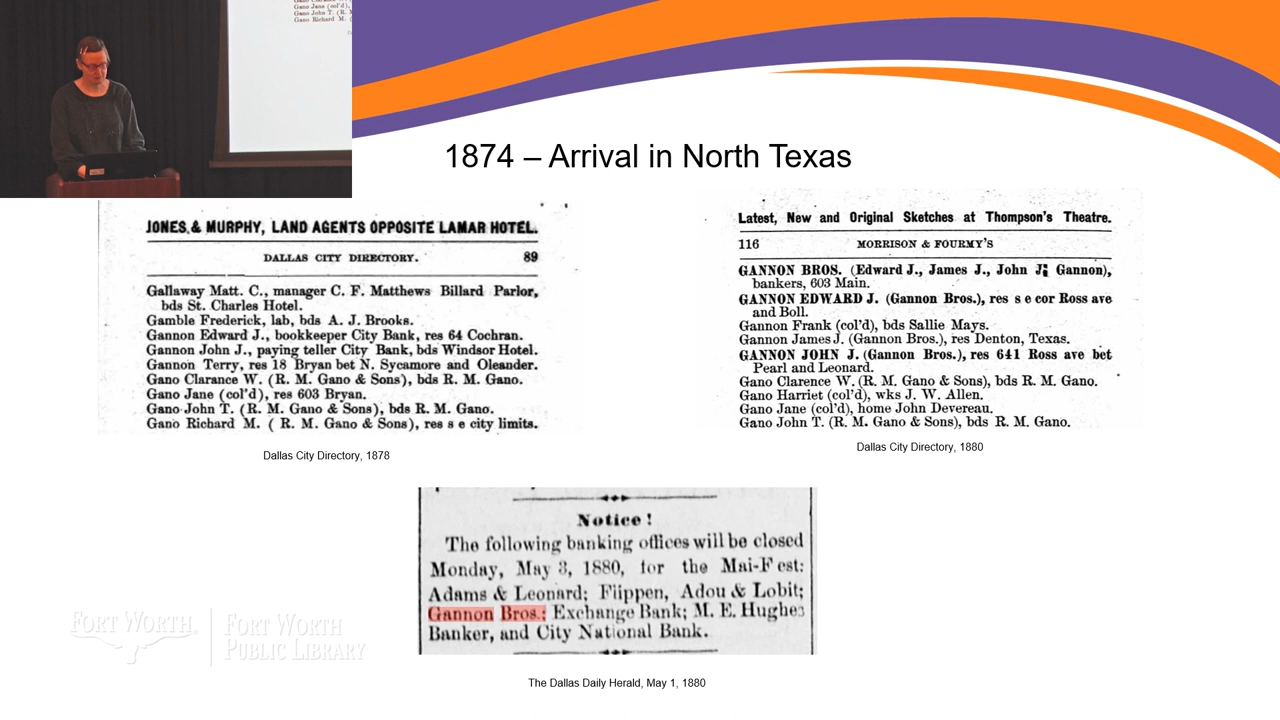 Gano Jane (col'd),
Gano John T. (R. M.
Gano Richard M. (
1874 – Arrival in North Texas
JONES & MURPHY, LAND AGENTS OPPOSITE LAMAR HOTEL.
DALLAS CITY DIRECTORY. 89
Gallaway Matt. C., manager C. F. Matthews Billard Parlor,
bds St. Charles Hotel.
Gamble Frederick, lab, bds A. J. Brooks.
Gannon Edward J., bookkeeper City Bank, res 64 Cochran.
Gannon John J., paying teller City Bank, bds Windsor Hotel.
Gannon Terry, res 18 Bryan bet N. Sycamore and Oleander.
Gano Clarance W. (R. M. Gano & Sons), bds R. M. Gano.
Gano Jane (col'd), res 603 Bryan.
Gano John T. (R. M. Gano & Sons), bds R. M. Gano.
Gano Richard M. ( R. M. Gano & Sons), res s e city limits.
Dallas City Directory, 1878
Latest, New and Original Sketches at Thompson's Theatre.
116 MORRISON & FOURMY'S
GANNON BROS. (Edward J., James J., John J. Gannon),
bankers, 603 Main.
GANNON EDWARD J. (Gannon Bros.), res s e cor Ross ave
and Boll.
Gannon Frank (col'd), bds Sallie Mays.
Gannon James J. (Gannon Bros.), res Denton, Texas.
GANNON JOHN J. (Gannon Bros.), res 641 Ross ave bet
Pearl and Leonard.
Gano Clarence W. (R. M. Gano & Sons), bds R. M. Gano.
Gano Harriet (col'd), wks J. W. Allen.
Gano Jane (col'd), home John Devereau.
Gano John T. (R. M. Gano & Sons), bds R. M. Gano.
Dallas City Directory, 1880
Notice!
The following banking offices will be closed
Monday, May 3, 1880, for the Mai-Fest:
Adams & Leonard; Flippen, Adou & Lobit;
Gannon Bros.; Exchange Bank; M. E. Hughes
Banker, and City National Bank.
The Dallas Daily Herald, May 1, 1880
FORT WORTH.
FORT WORTH
PUBLIC LIBRARY